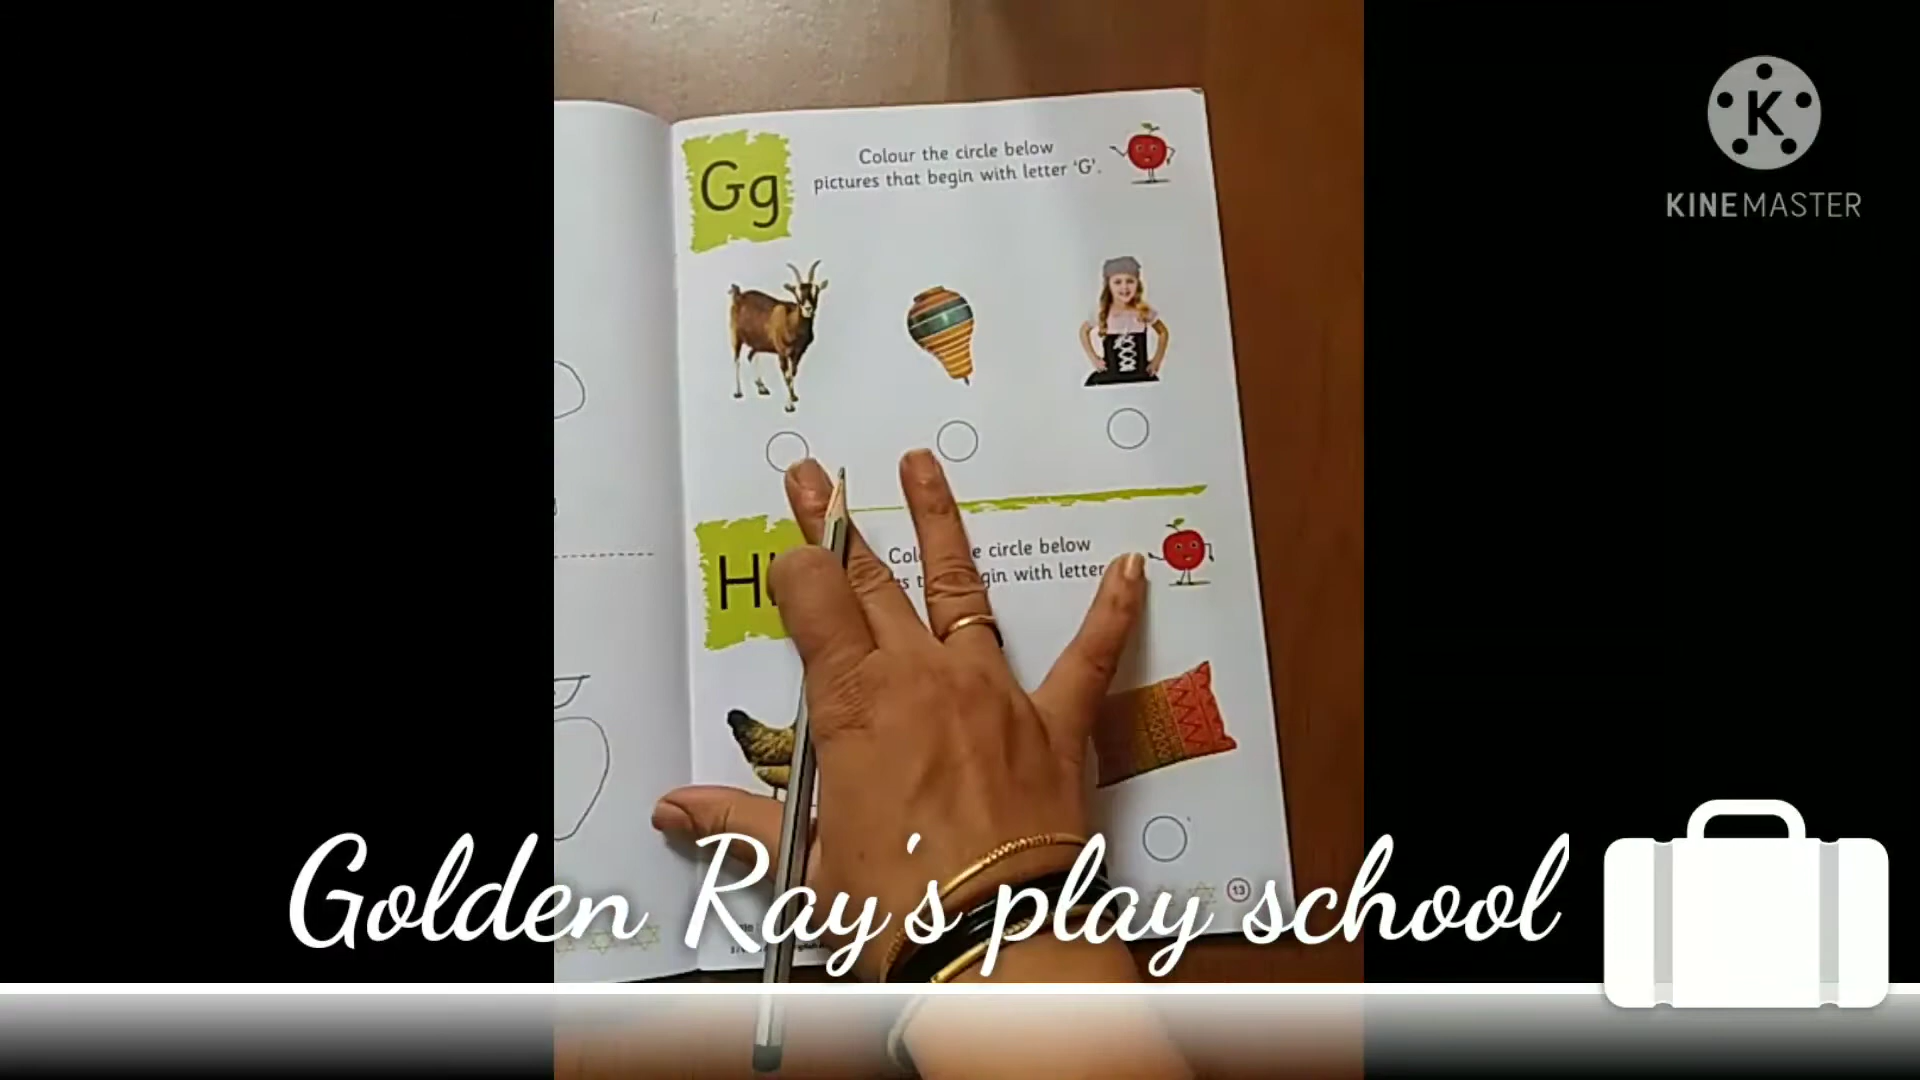 K
KINEMASTER
Gg
Colour the circle below
pictures that begin with letter ‘G’.
H
circle below
with letter
13
Golden Ray's play school